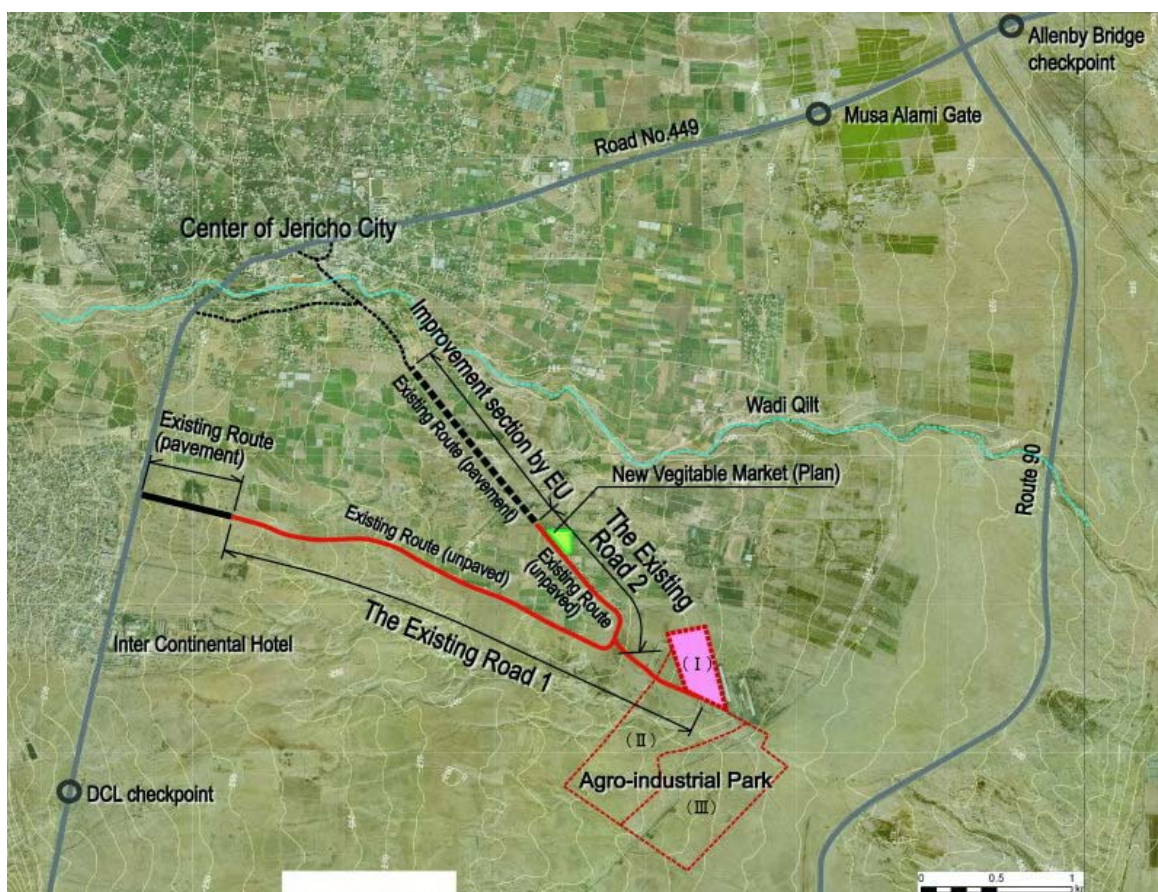 Allenby Bridge
checkpoint
Musa Alami Gate
Road No.449
Center of Jericho City
Improvement section by EU
Existing Route (pavement)
Wadi Qilt
Route 90
Existing Route
(pavement)
New Vegitable Market (Plan)
The Existing
Road 2
Existing Route (unpaved)
Existing Route
(unpaved)
The Existing Road 1
Inter Continental Hotel
(I)
(II)
Agro-industrial Park
(III)
DCL checkpoint
0 0.5 1